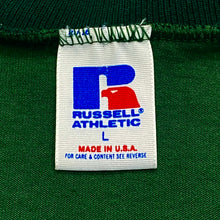 RUSSELL
ATHLETIC
L
MADE IN U.S.A.
FOR CARE & CONTENT SEE REVERSE